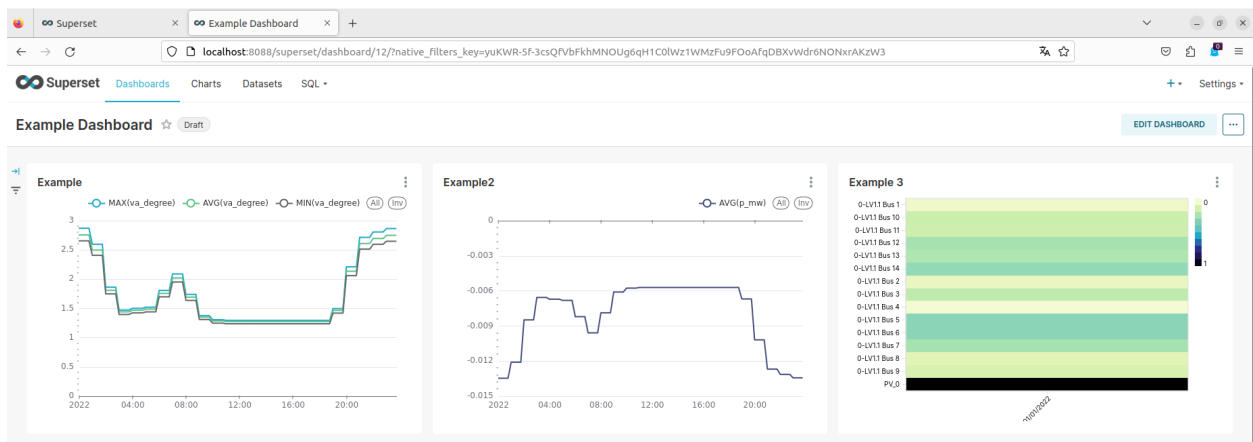 Superset × Example Dashboard × +
localhost:8088/superset/dashboard/12/?native_filters_key=yuKWR-5f-3csQfVbFkhMNOUg6qH1C0lWz1WMzFu9FOoAfqDBXvWdr6NONxrAKzW3
Superset Dashboards Charts Datasets SQL Settings
Example Dashboard Draft EDIT DASHBOARD ...
Example
MAX(va_degree) AVG(va_degree) MIN(va_degree) All Inv
3
2.5
2
1.5
1
0.5
0
2022 04:00 08:00 12:00 16:00 20:00
Example2
AVG(p_mw) All Inv
0
-0.003
-0.006
-0.009
-0.012
-0.015
2022 04:00 08:00 12:00 16:00 20:00
Example 3
0-LV1.1 Bus 1
0-LV1.1 Bus 10
0-LV1.1 Bus 11
0-LV1.1 Bus 12
0-LV1.1 Bus 13
0-LV1.1 Bus 14
0-LV1.1 Bus 2
0-LV1.1 Bus 3
0-LV1.1 Bus 4
0-LV1.1 Bus 5
0-LV1.1 Bus 6
0-LV1.1 Bus 7
0-LV1.1 Bus 8
0-LV1.1 Bus 9
PV_0
01/01/2022
0
1